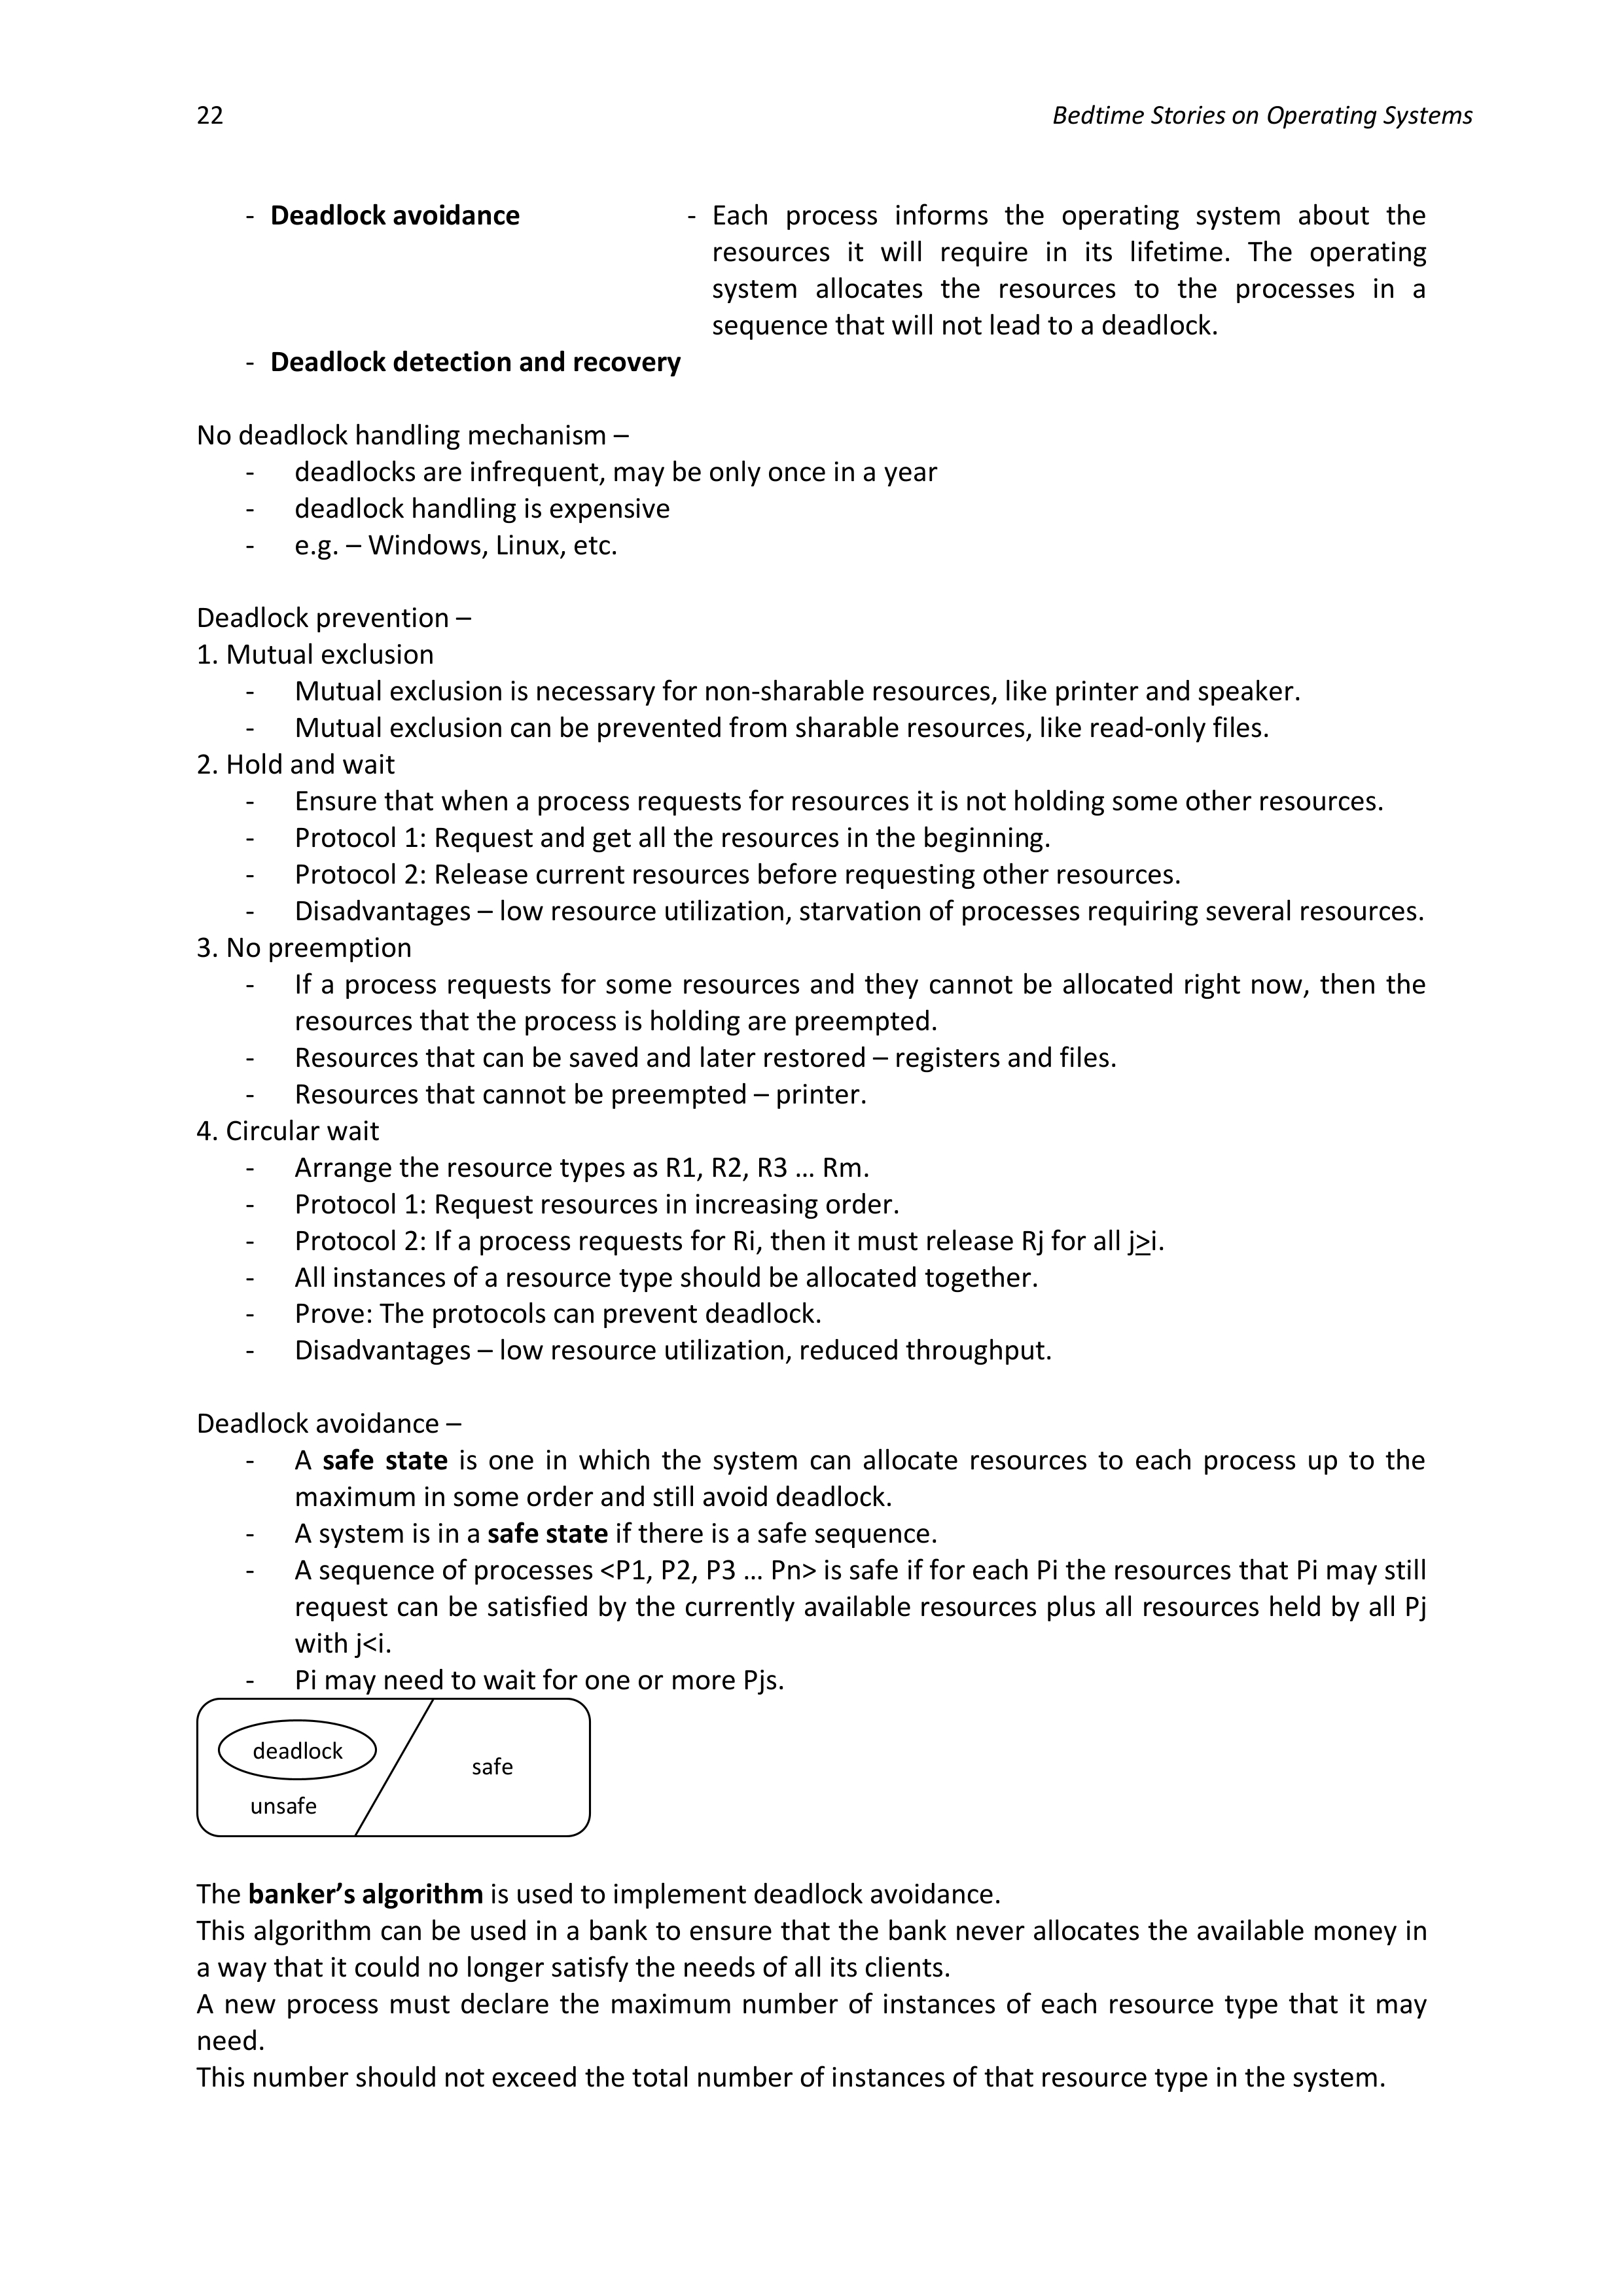 22 Bedtime Stories on Operating Systems
- Deadlock avoidance - Each process informs the operating system about the
resources it will require in its lifetime. The operating
system allocates the resources to the processes in a
sequence that will not lead to a deadlock.
- Deadlock detection and recovery
No deadlock handling mechanism –
- deadlocks are infrequent, may be only once in a year
- deadlock handling is expensive
- e.g. – Windows, Linux, etc.
Deadlock prevention –
1. Mutual exclusion
- Mutual exclusion is necessary for non-sharable resources, like printer and speaker.
- Mutual exclusion can be prevented from sharable resources, like read-only files.
2. Hold and wait
- Ensure that when a process requests for resources it is not holding some other resources.
- Protocol 1: Request and get all the resources in the beginning.
- Protocol 2: Release current resources before requesting other resources.
- Disadvantages – low resource utilization, starvation of processes requiring several resources.
3. No preemption
- If a process requests for some resources and they cannot be allocated right now, then the
resources that the process is holding are preempted.
- Resources that can be saved and later restored – registers and files.
- Resources that cannot be preempted – printer.
4. Circular wait
- Arrange the resource types as R1, R2, R3 … Rm.
- Protocol 1: Request resources in increasing order.
- Protocol 2: If a process requests for Ri, then it must release Rj for all j≥i.
- All instances of a resource type should be allocated together.
- Prove: The protocols can prevent deadlock.
- Disadvantages – low resource utilization, reduced throughput.
Deadlock avoidance –
- A safe state is one in which the system can allocate resources to each process up to the
maximum in some order and still avoid deadlock.
- A system is in a safe state if there is a safe sequence.
- A sequence of processes <P1, P2, P3 … Pn> is safe if for each Pi the resources that Pi may still
request can be satisfied by the currently available resources plus all resources held by all Pj
with j<i.
- Pi may need to wait for one or more Pjs.
deadlock
safe
unsafe
The banker’s algorithm is used to implement deadlock avoidance.
This algorithm can be used in a bank to ensure that the bank never allocates the available money in
a way that it could no longer satisfy the needs of all its clients.
A new process must declare the maximum number of instances of each resource type that it may
need.
This number should not exceed the total number of instances of that resource type in the system.